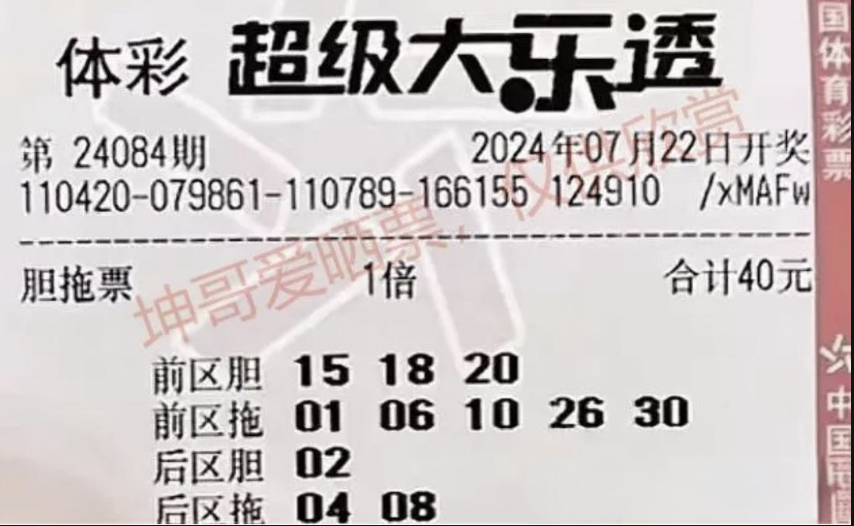 体彩 超级大乐透
第 24084期 2024年07月22日开奖
110420-079861-110789-166155 124910 /xMAFw
胆拖票 1倍 合计40元
前区胆 15 18 20
前区拖 01 06 10 26 30
后区胆 02
后区拖 04 08
坤哥爱晒票，仅供欣赏
国体育彩票
中国